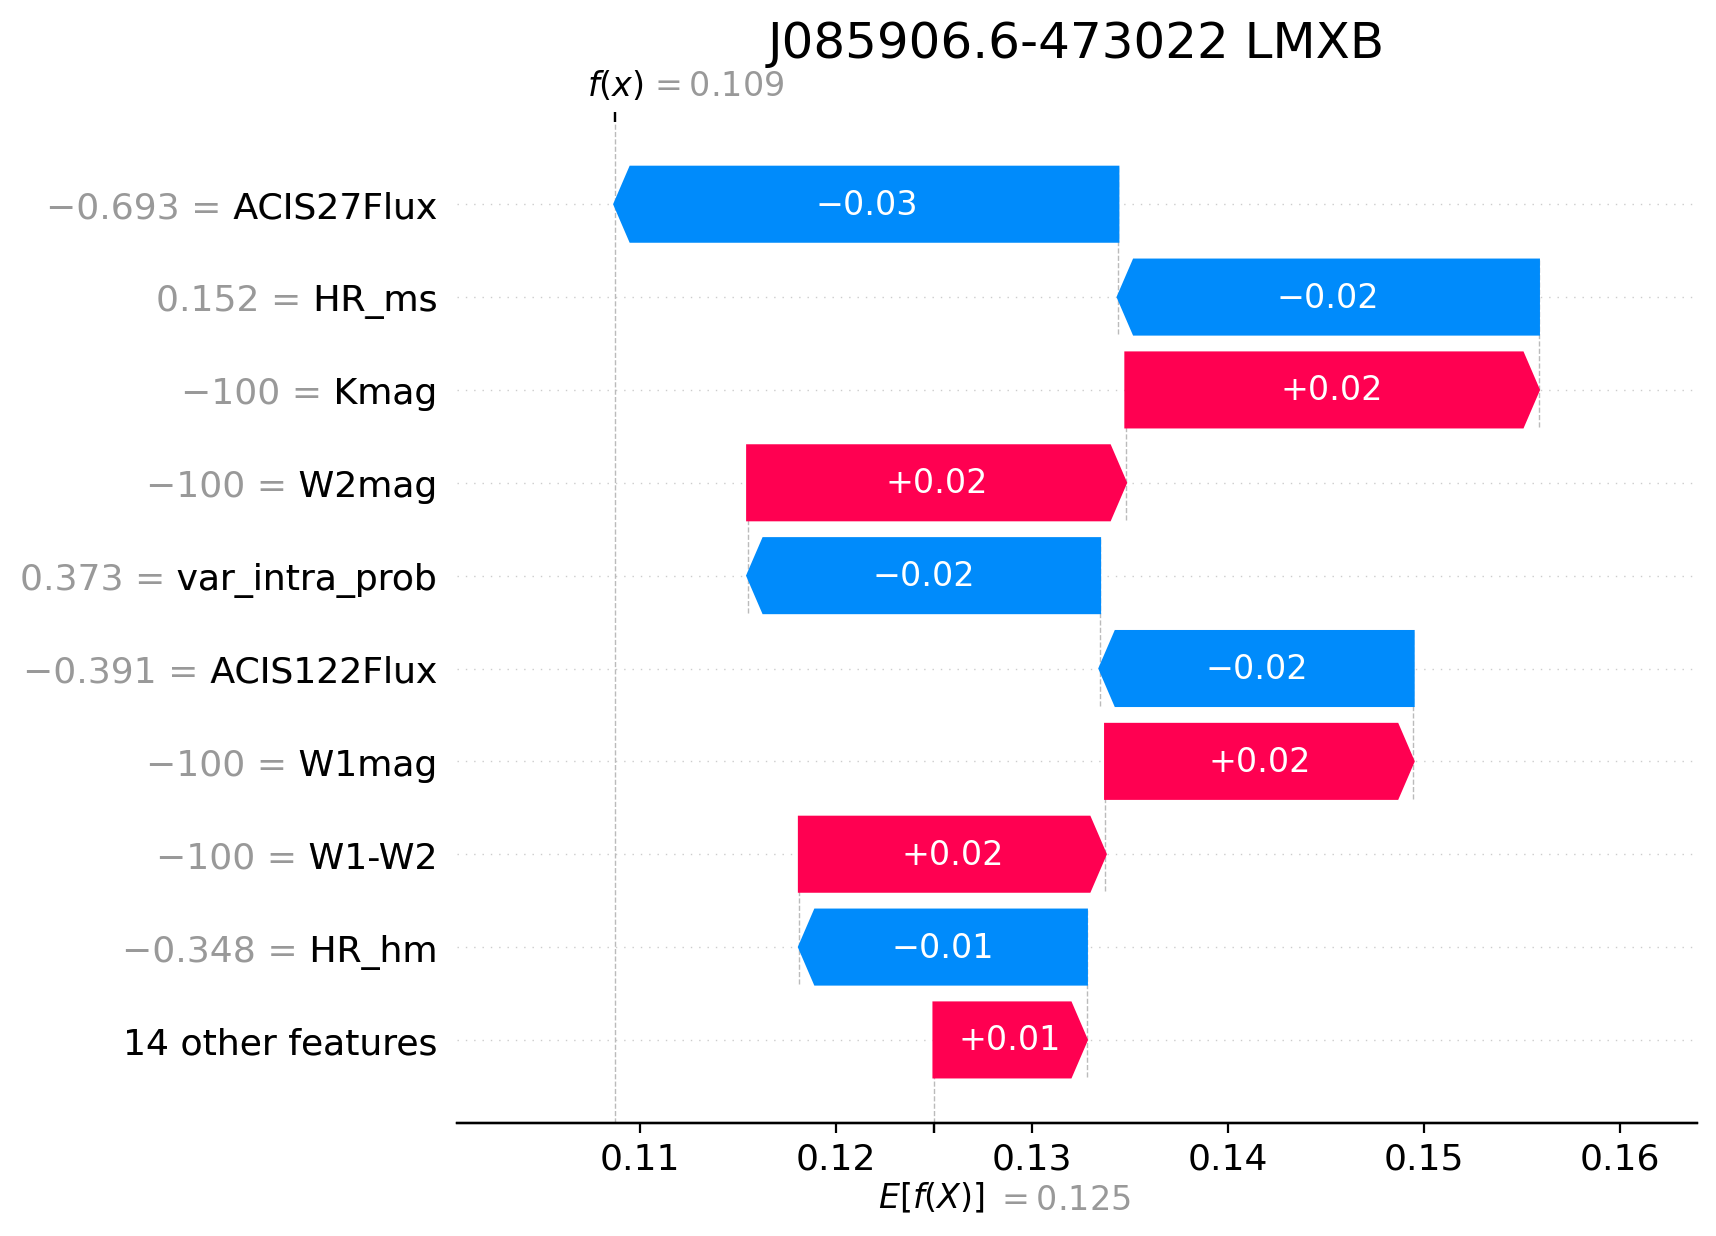 J085906.6-473022 LMXB
f(x) = 0.109
−0.693 = ACIS27Flux
−0.03
0.152 = HR_ms
−0.02
−100 = Kmag
+0.02
−100 = W2mag
+0.02
0.373 = var_intra_prob
−0.02
−0.391 = ACIS122Flux
−0.02
−100 = W1mag
+0.02
−100 = W1-W2
+0.02
−0.348 = HR_hm
−0.01
14 other features
+0.01
0.11 0.12 0.13 0.14 0.15 0.16
E[f(X)] = 0.125